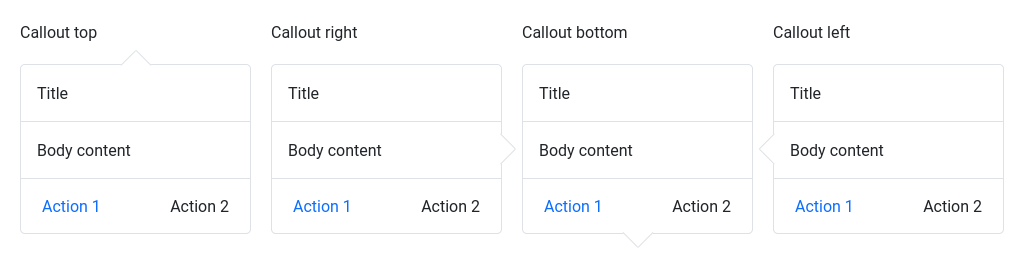 Callout top
Title
Body content
Action 1 Action 2
Callout right
Title
Body content
Action 1 Action 2
Callout bottom
Title
Body content
Action 1 Action 2
Callout left
Title
Body content
Action 1 Action 2